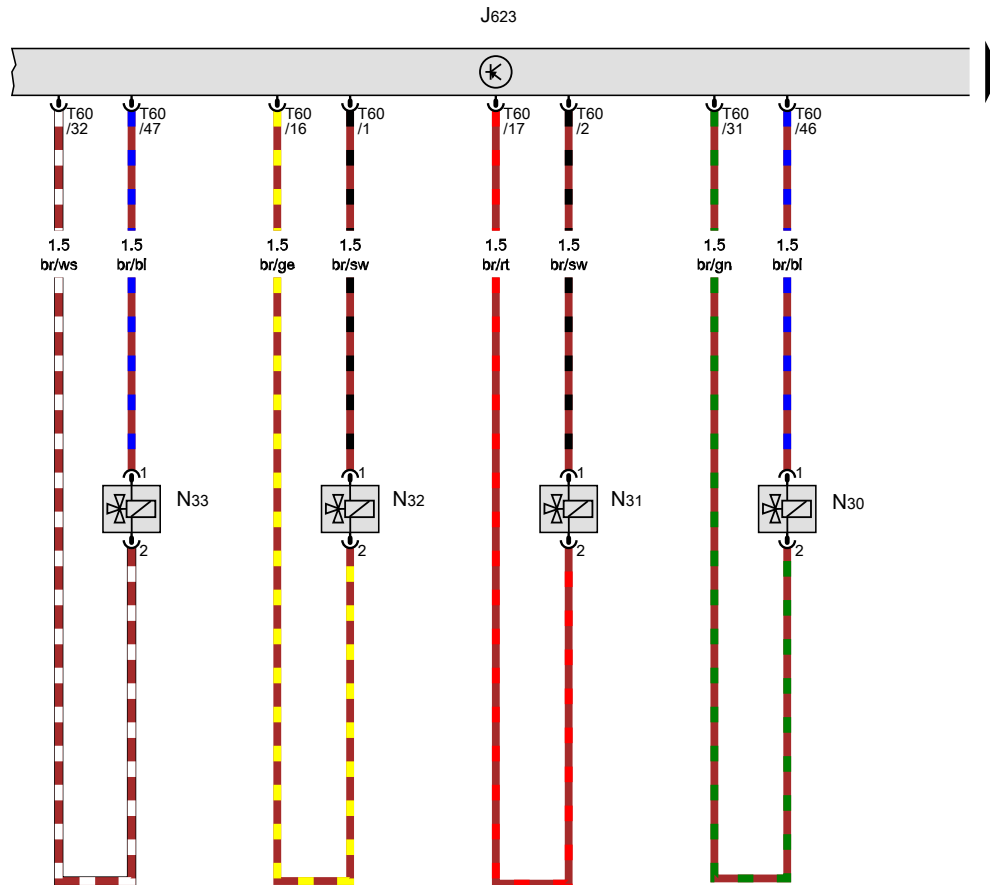 J623
T60 T60 T60 T60 T60 T60 T60 T60
/32 /47 /16 /1 /17 /2 /31 /46
1.5 1.5 1.5 1.5 1.5 1.5 1.5 1.5
br/ws br/bl br/ge br/sw br/rt br/sw br/gn br/bl
1 1 1 1
N33 N32 N31 N30
2 2 2 2